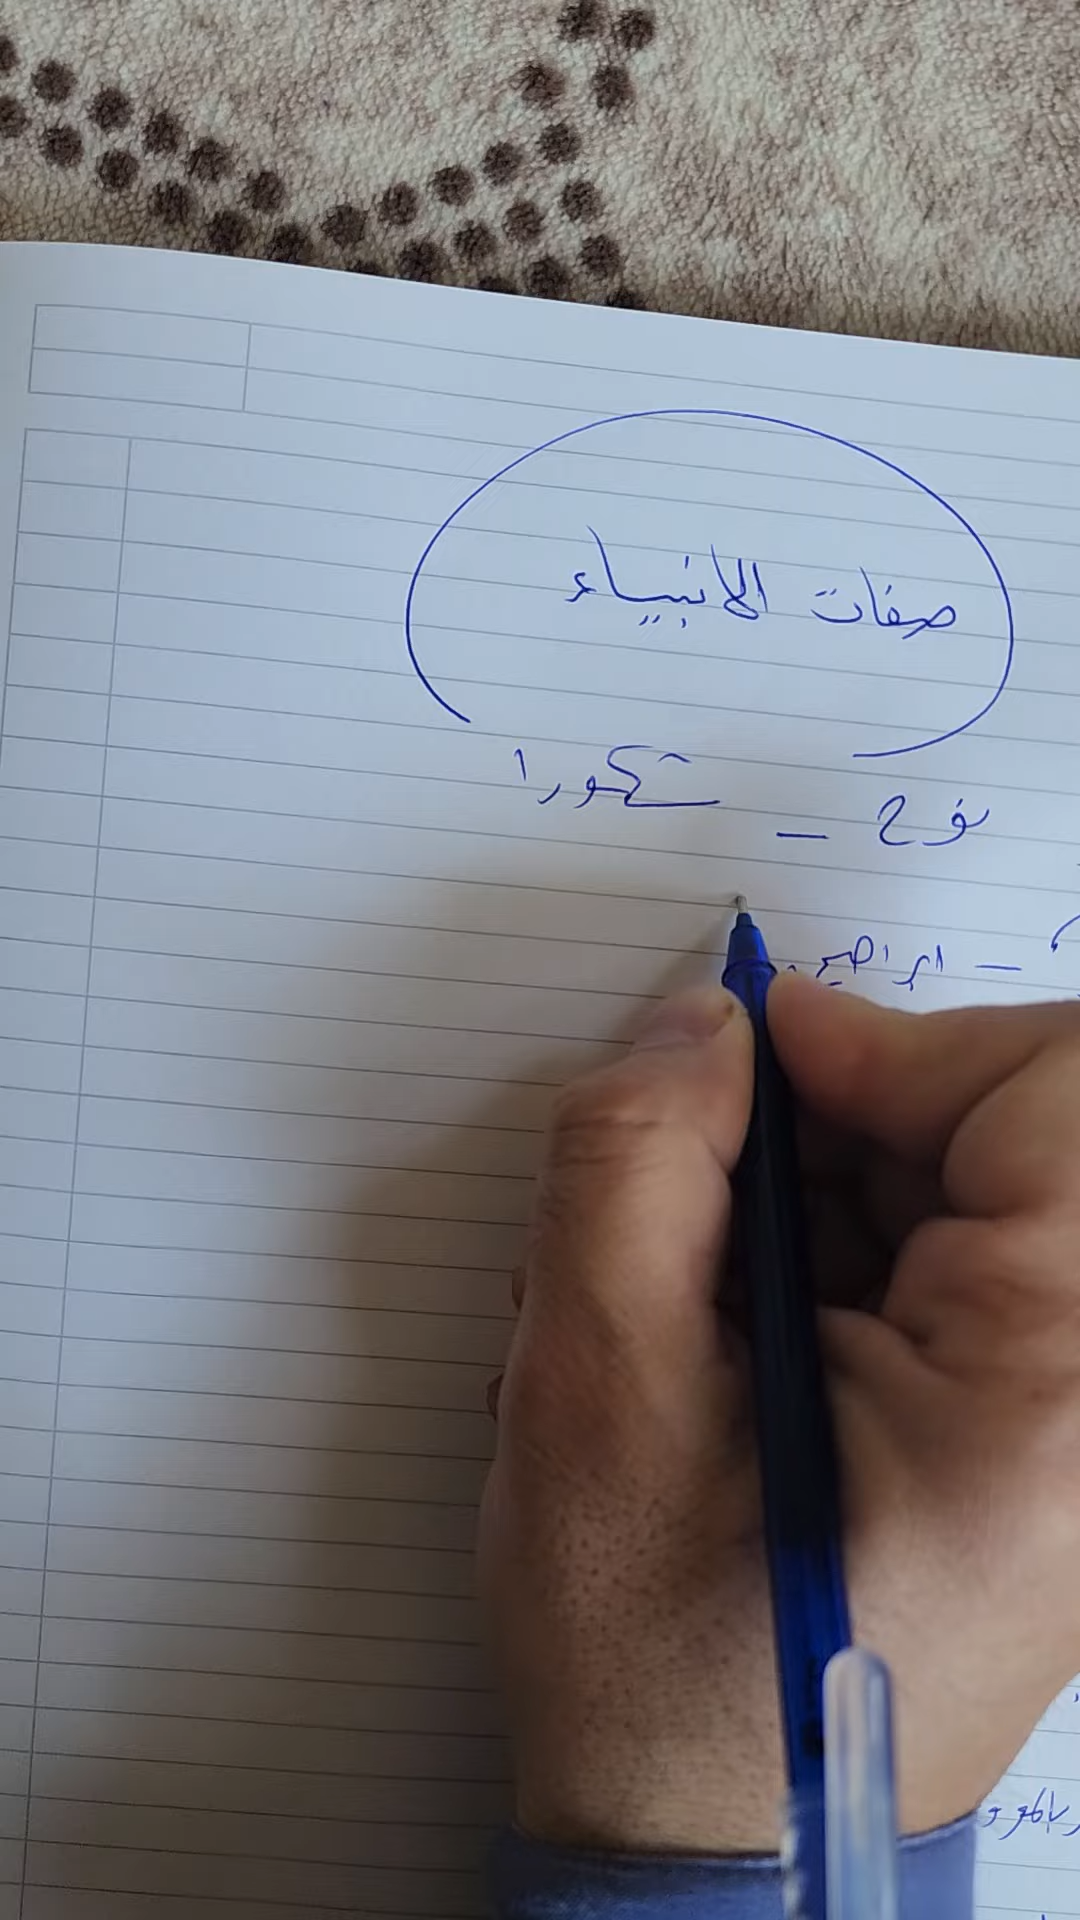 صفات الانبياء
نوح - شكورا
- ابراهيم